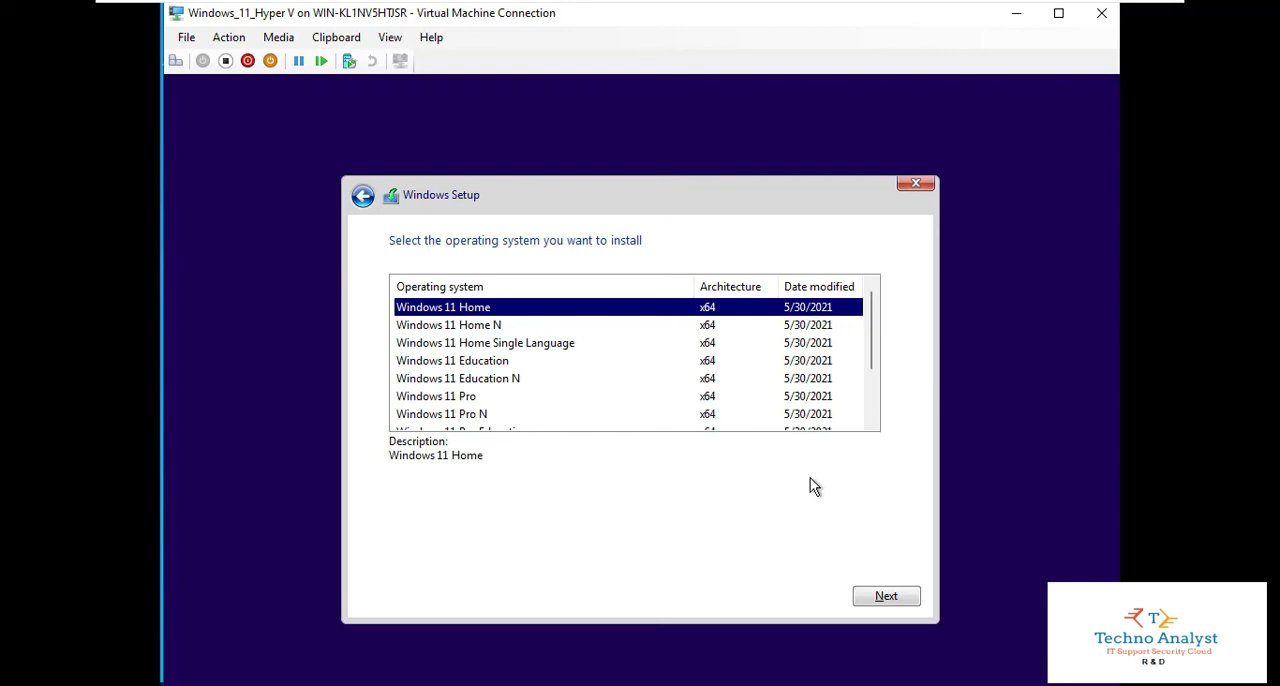 Windows_11_Hyper V on WIN-KL1NV5HTJSR - Virtual Machine Connection
File Action Media Clipboard View Help
Windows Setup
Select the operating system you want to install
Operating system Architecture Date modified
Windows 11 Home x64 5/30/2021
Windows 11 Home N x64 5/30/2021
Windows 11 Home Single Language x64 5/30/2021
Windows 11 Education x64 5/30/2021
Windows 11 Education N x64 5/30/2021
Windows 11 Pro x64 5/30/2021
Windows 11 Pro N x64 5/30/2021
Description:
Windows 11 Home
Next
Techno Analyst
IT Support Security Cloud
R & D